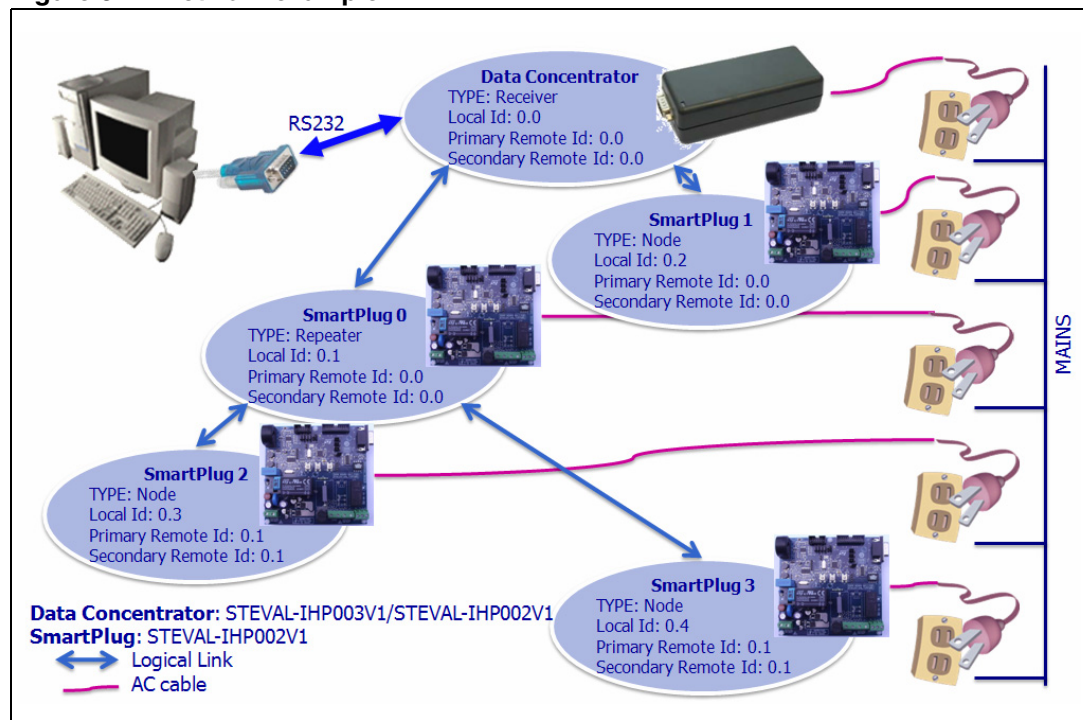 Data Concentrator
TYPE: Receiver
Local Id: 0.0
Primary Remote Id: 0.0
Secondary Remote Id: 0.0
RS232
SmartPlug 1
TYPE: Node
Local Id: 0.2
Primary Remote Id: 0.0
Secondary Remote Id: 0.0
SmartPlug 0
TYPE: Repeater
Local Id: 0.1
Primary Remote Id: 0.0
Secondary Remote Id: 0.0
MAINS
SmartPlug 2
TYPE: Node
Local Id: 0.3
Primary Remote Id: 0.1
Secondary Remote Id: 0.1
SmartPlug 3
TYPE: Node
Local Id: 0.4
Primary Remote Id: 0.1
Secondary Remote Id: 0.1
Data Concentrator: STEVAL-IHP003V1/STEVAL-IHP002V1
SmartPlug: STEVAL-IHP002V1
Logical Link
AC cable